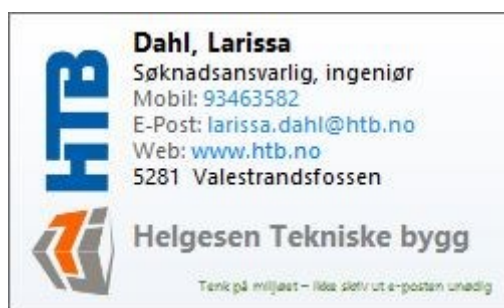 HTB
Dahl, Larissa
Søknadsansvarlig, ingeniør
Mobil: 93463582
E-Post: larissa.dahl@htb.no
Web: www.htb.no
5281 Valestrandsfossen
Helgesen Tekniske bygg
Tenk på miljøet – ikke skriv ut e-posten unødig